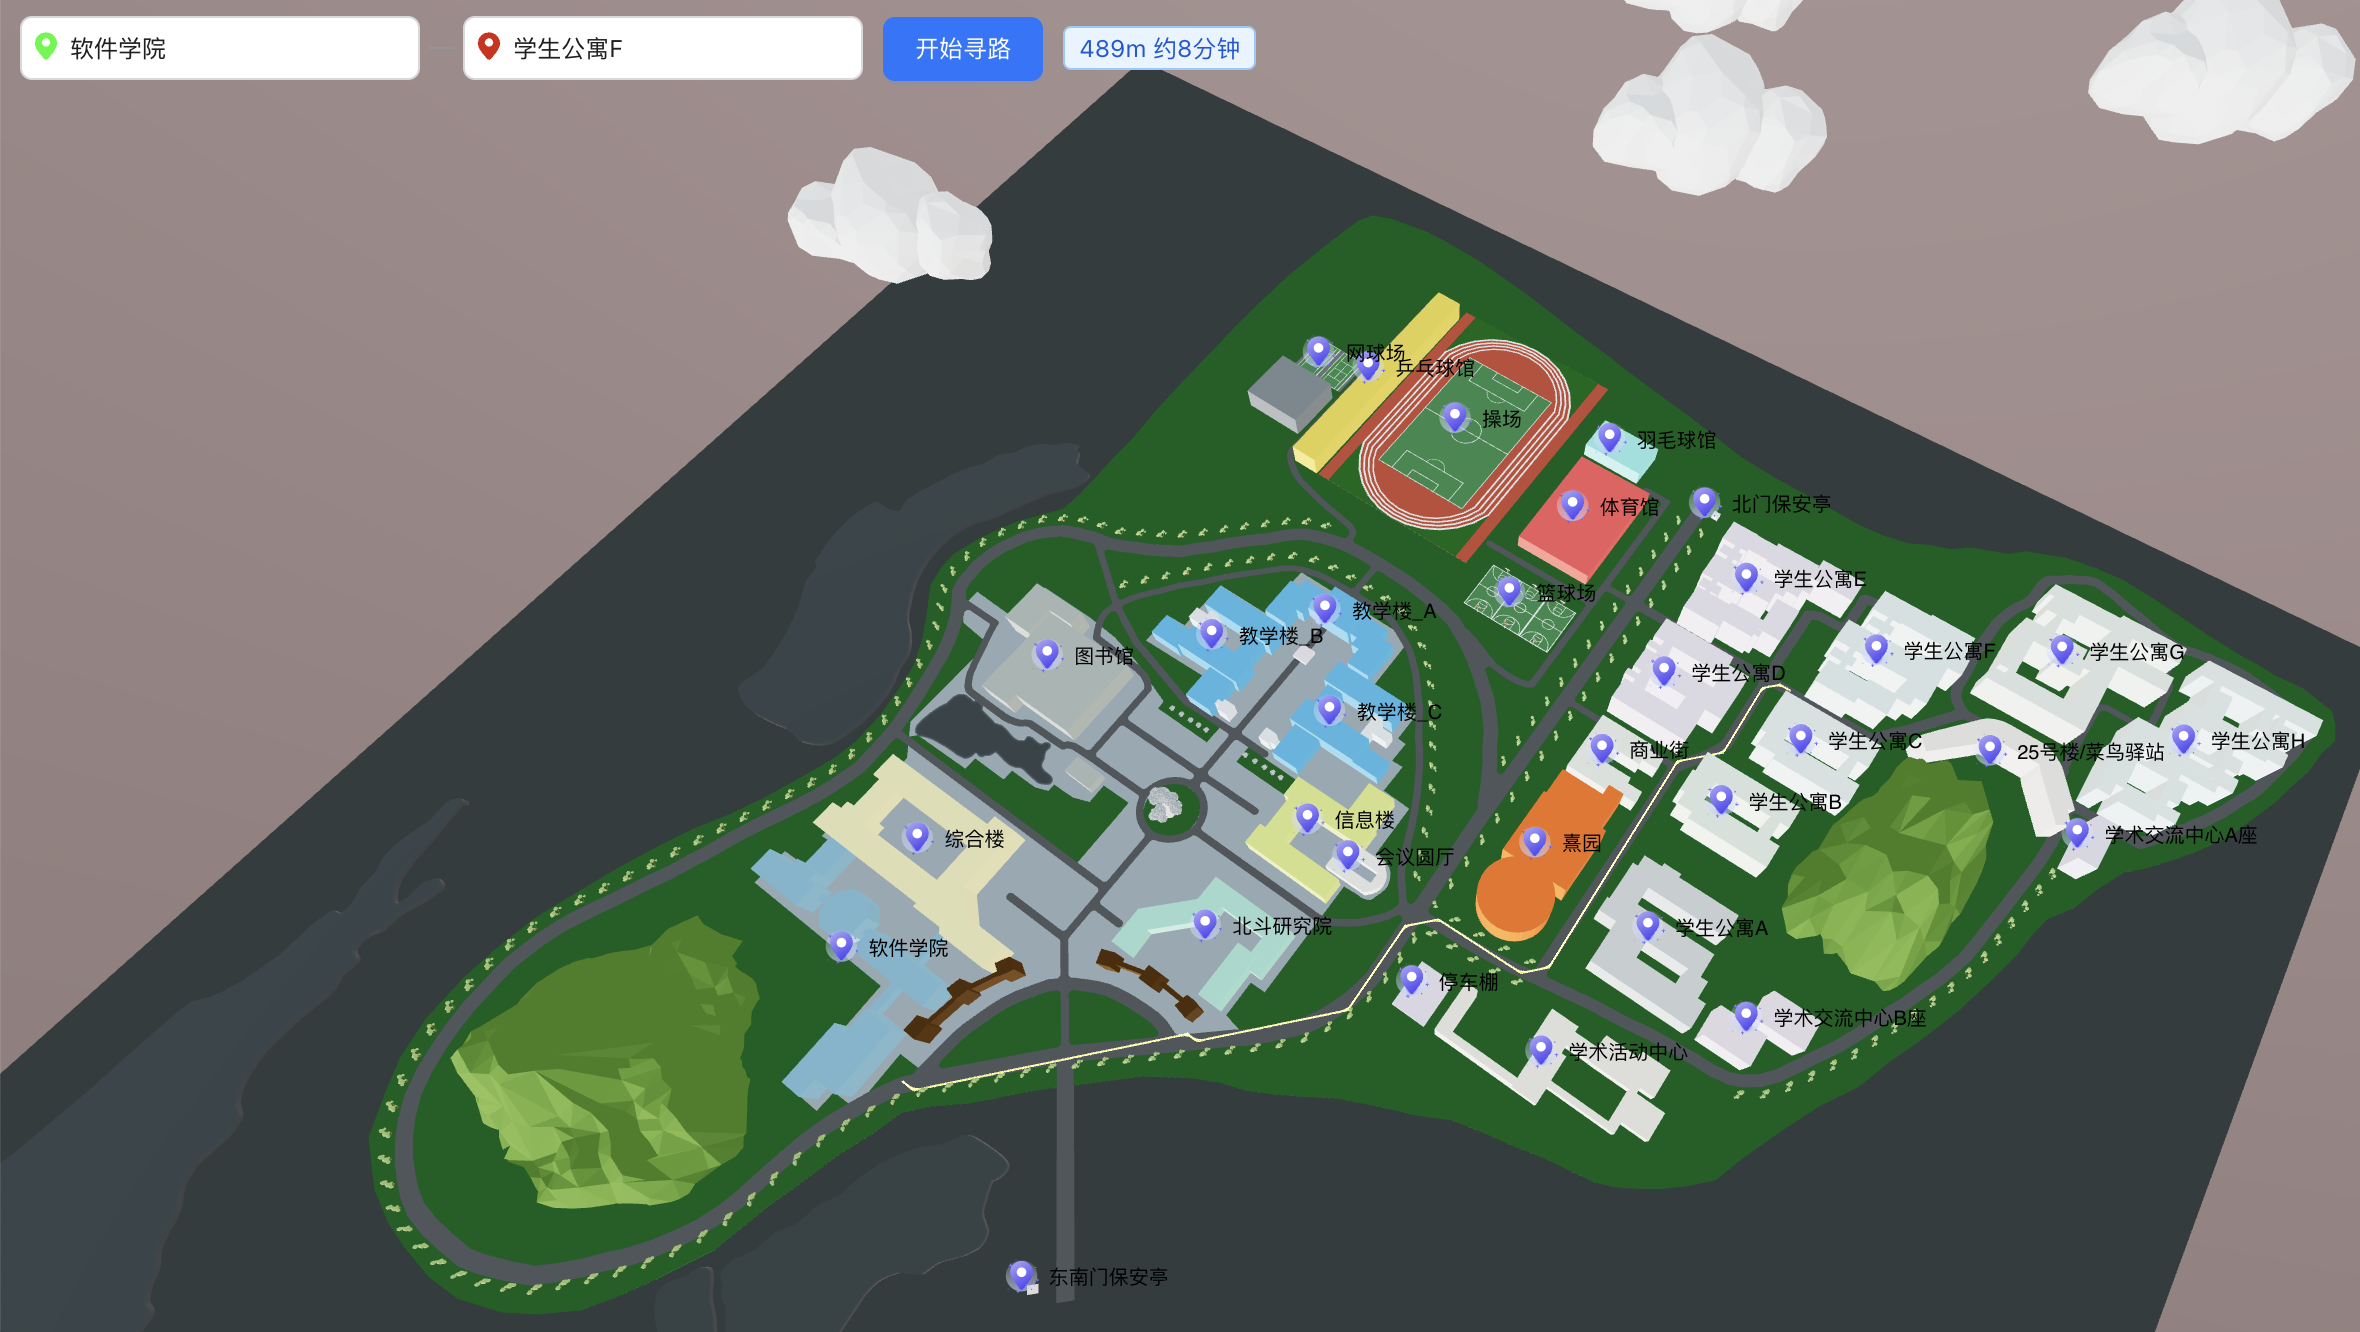 软件学院
学生公寓F
开始寻路
489m 约8分钟
网球场
乒乓球馆
操场
羽毛球馆
体育馆
北门保安亭
学生公寓E
篮球场
教学楼_A
教学楼_B
图书馆
学生公寓F
学生公寓G
学生公寓D
教学楼_C
商业街
学生公寓C
25号楼/菜鸟驿站
学生公寓H
学生公寓B
信息楼
综合楼
熹园
学术交流中心A座
会议圆厅
北斗研究院
学生公寓A
软件学院
停车棚
学术交流中心B座
学术活动中心
东南门保安亭